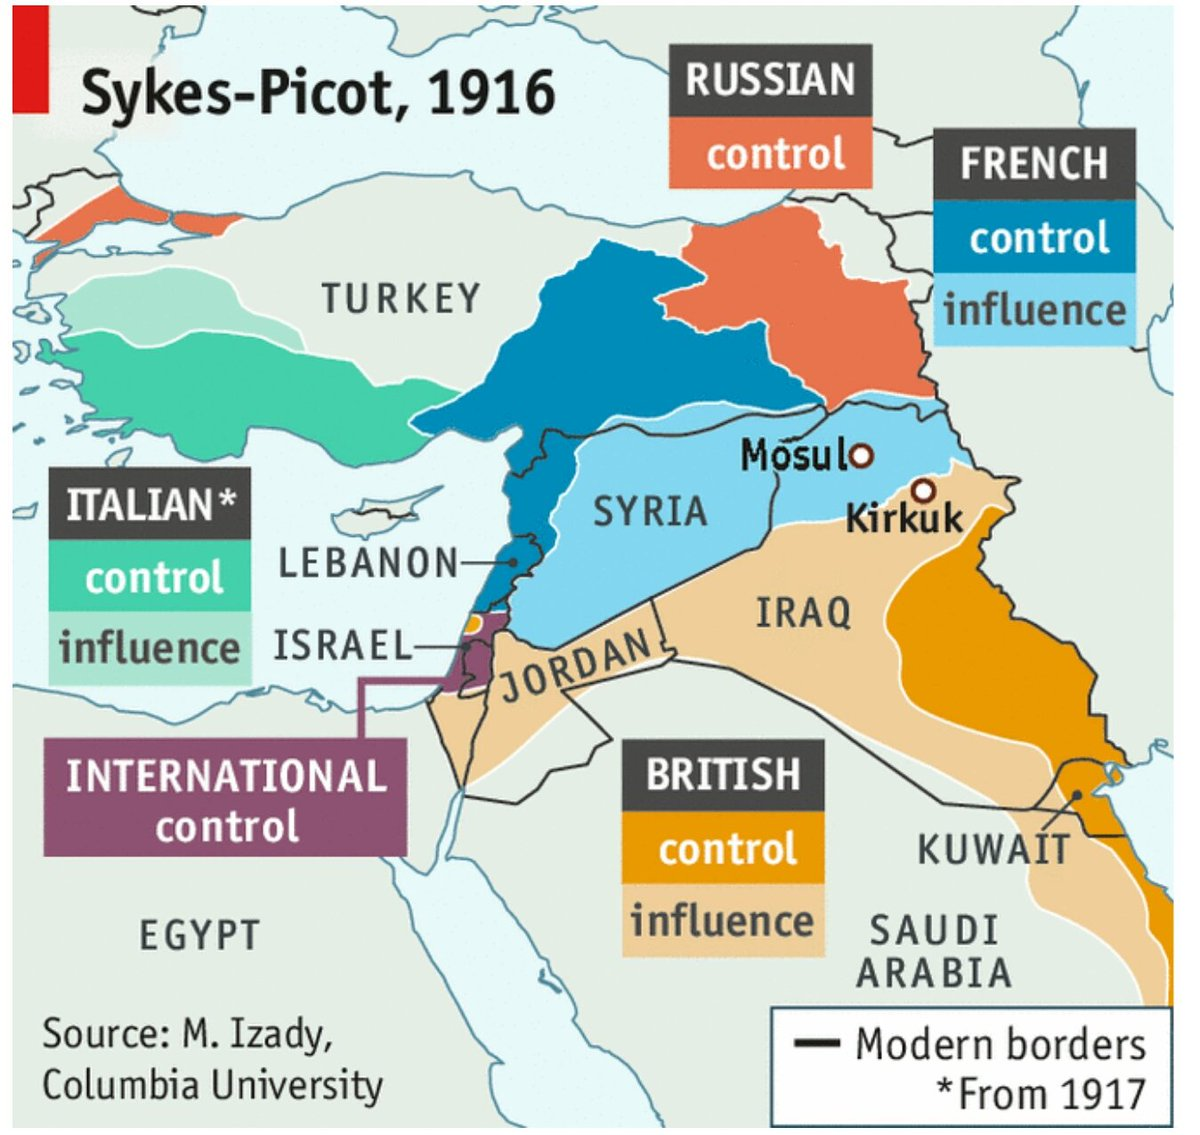 Sykes-Picot, 1916
RUSSIAN
control
FRENCH
control
influence
TURKEY
ITALIAN*
control
influence
Mosul
Kirkuk
SYRIA
LEBANON
ISRAEL
JORDAN
IRAQ
INTERNATIONAL
control
BRITISH
control
influence
KUWAIT
EGYPT
SAUDI
ARABIA
Source: M. Izady,
Columbia University
Modern borders
*From 1917